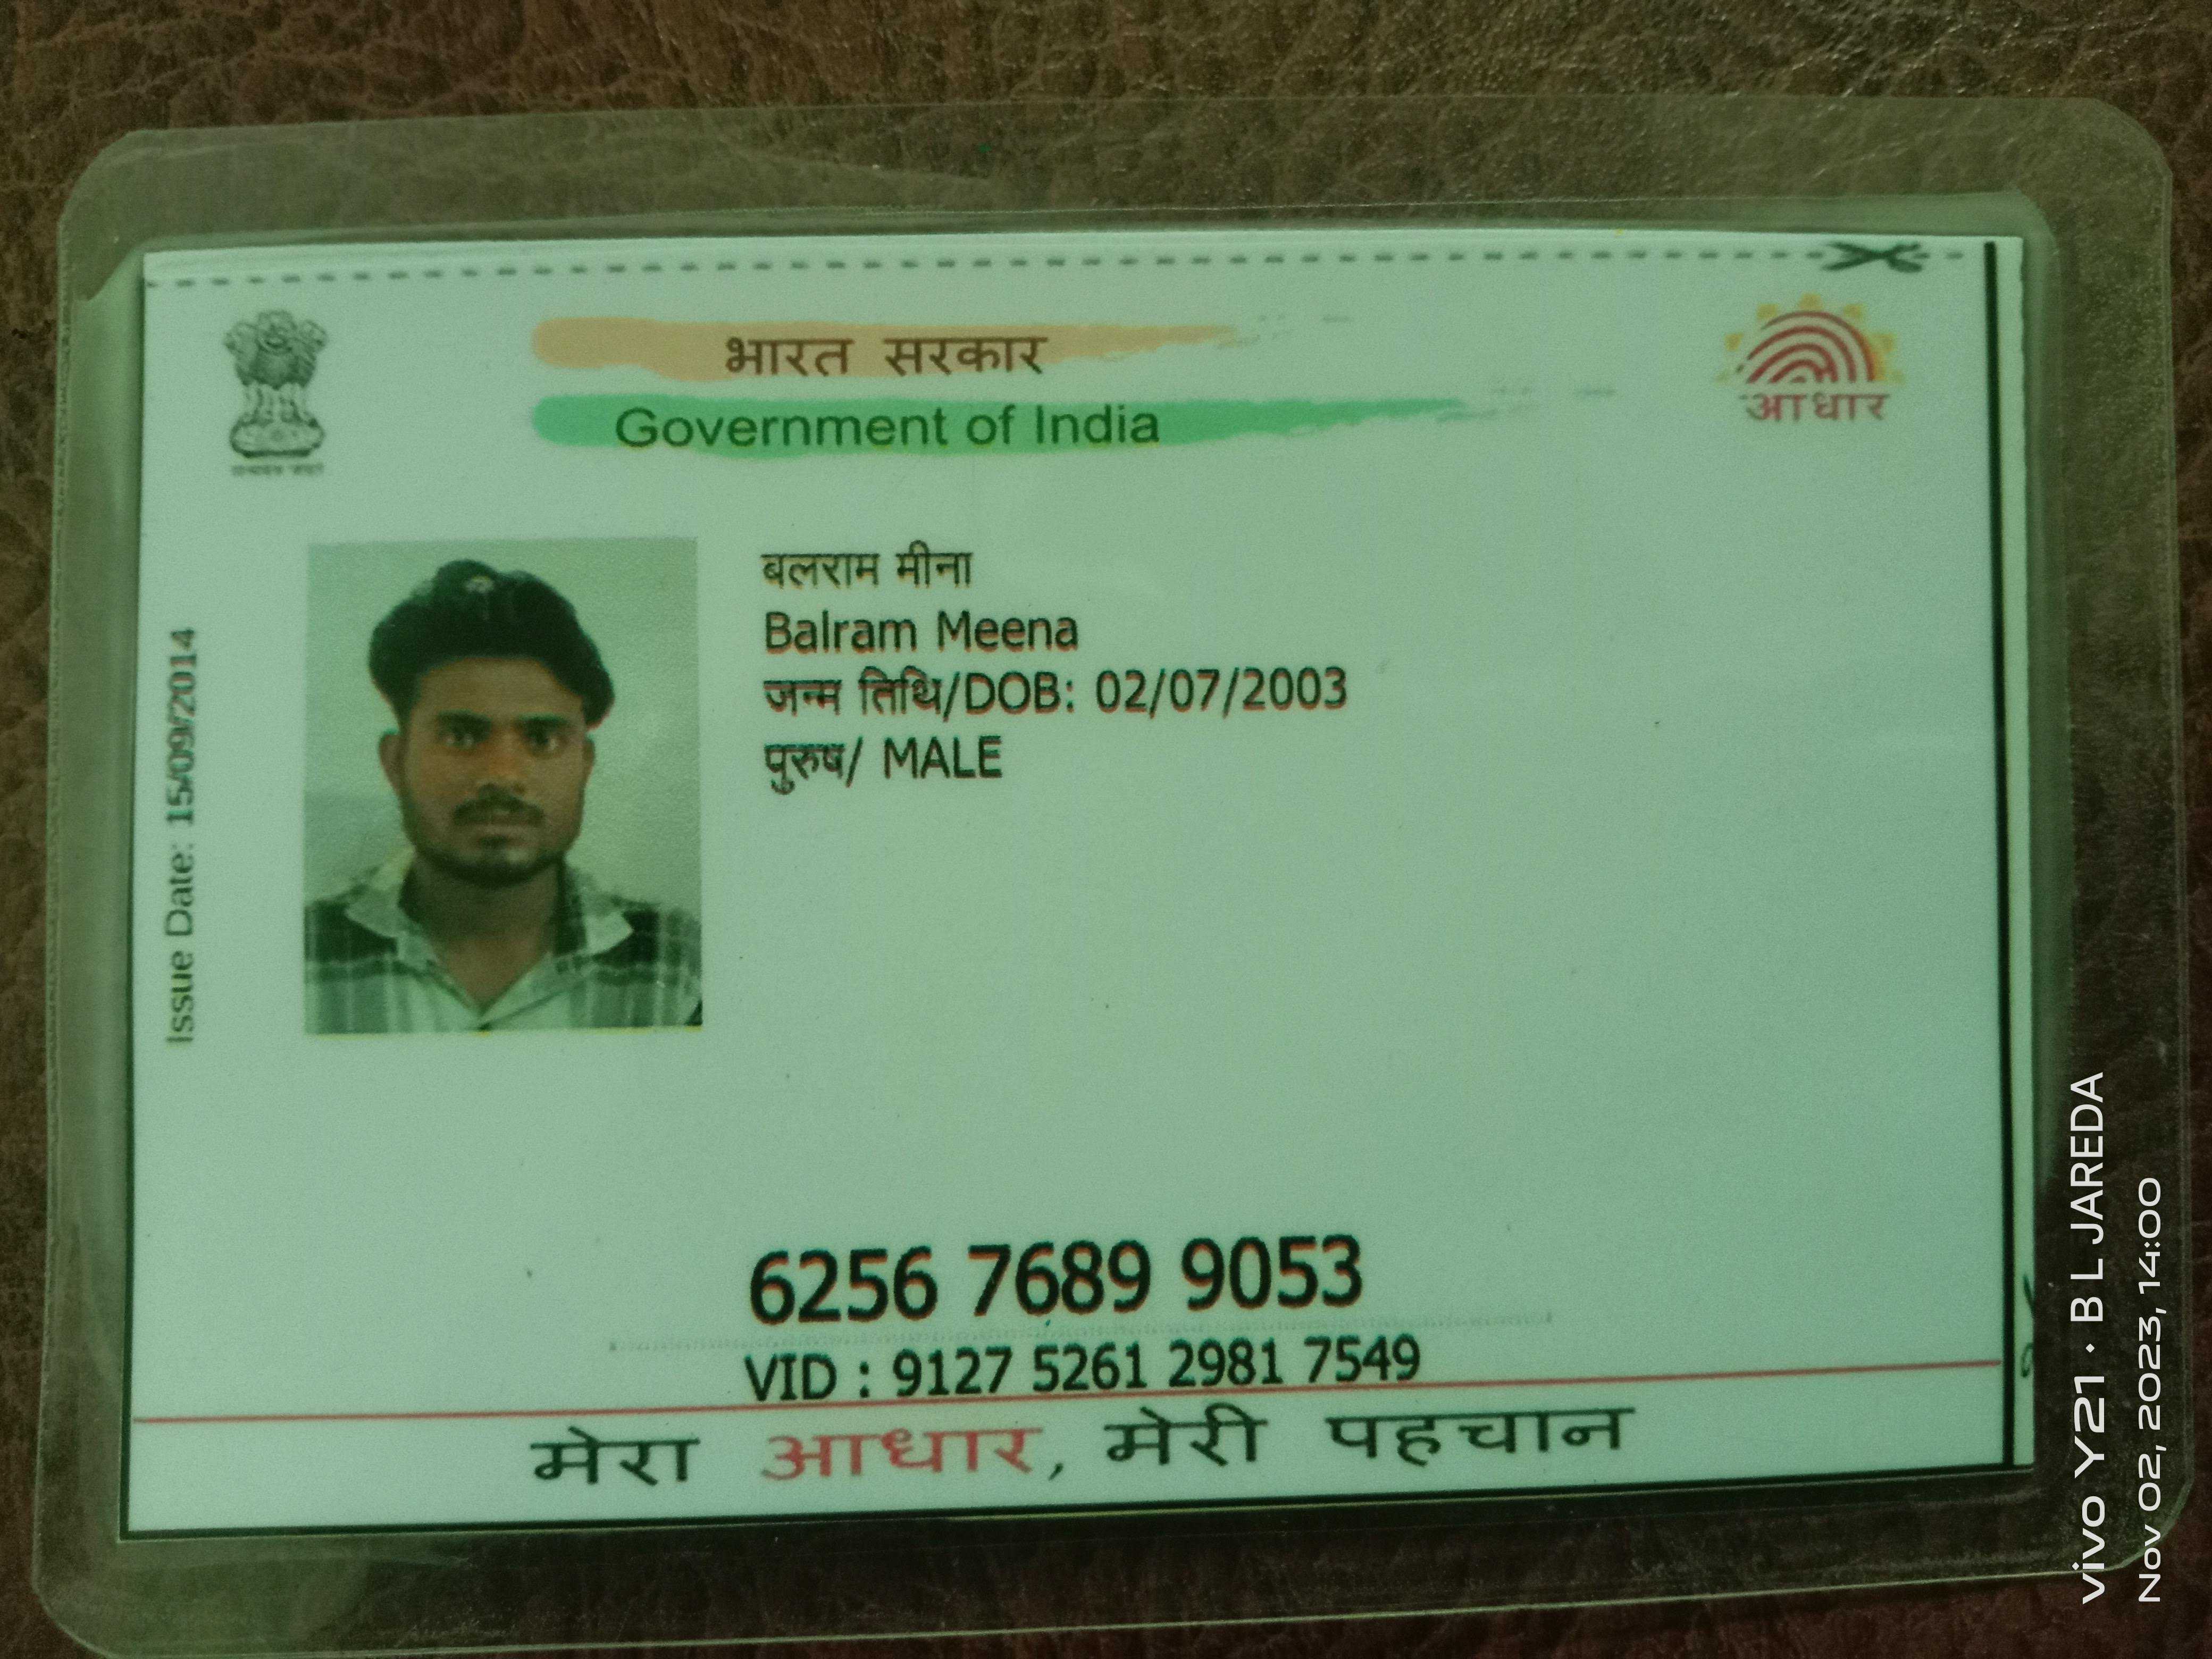 भारत सरकार
Government of India
आधार
Issue Date: 15/09/2014
बलराम मीना
Balram Meena
जन्म तिथि/DOB: 02/07/2003
पुरुष/ MALE
6256 7689 9053
VID : 9127 5261 2981 7549
मेरा आधार, मेरी पहचान
vivo Y21 · B L JAREDA
Nov 02, 2023, 14:00